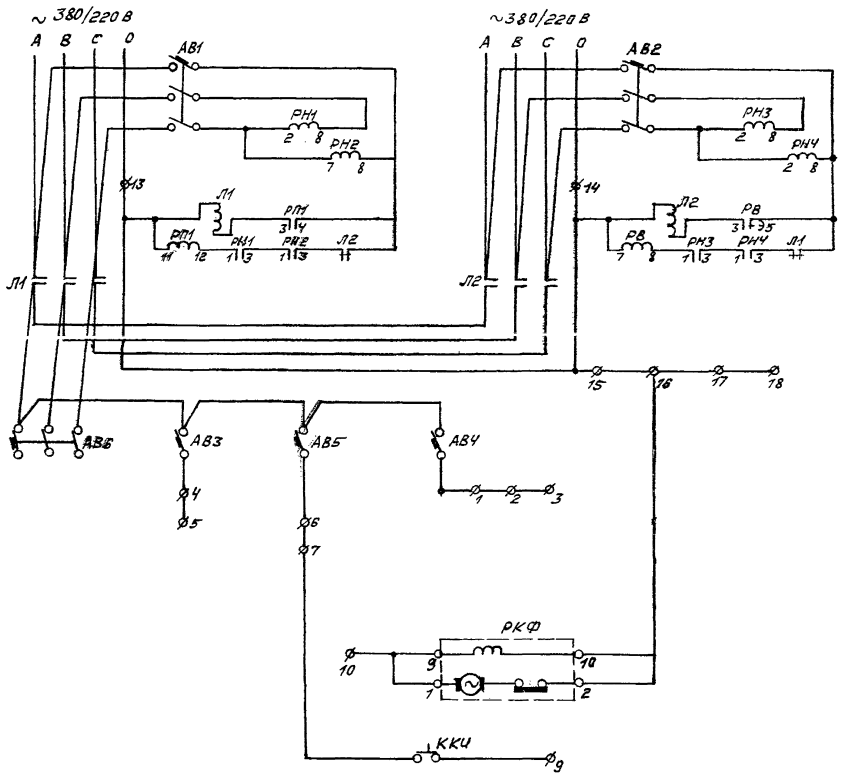 ~ 380/220 В
А В С О
АВ1
РН1
2 8
РН2
7 8
13
Л1
РП1
3 4
РП1
11 12
РН1
1 3
РН2
1 3
Л2
Л1
~380/220 В
А В С О
АВ2
РН3
2 8
РН4
2 8
14
Л2
РВ
3 5
РВ
7 8
РН3
1 3
РН4
1 3
Л1
Л2
15 16 17 18
АВ6
АВ3
АВ5
АВ4
4
5
6
7
1 2 3
РКФ
10 9 10
1 2
ККИ
9